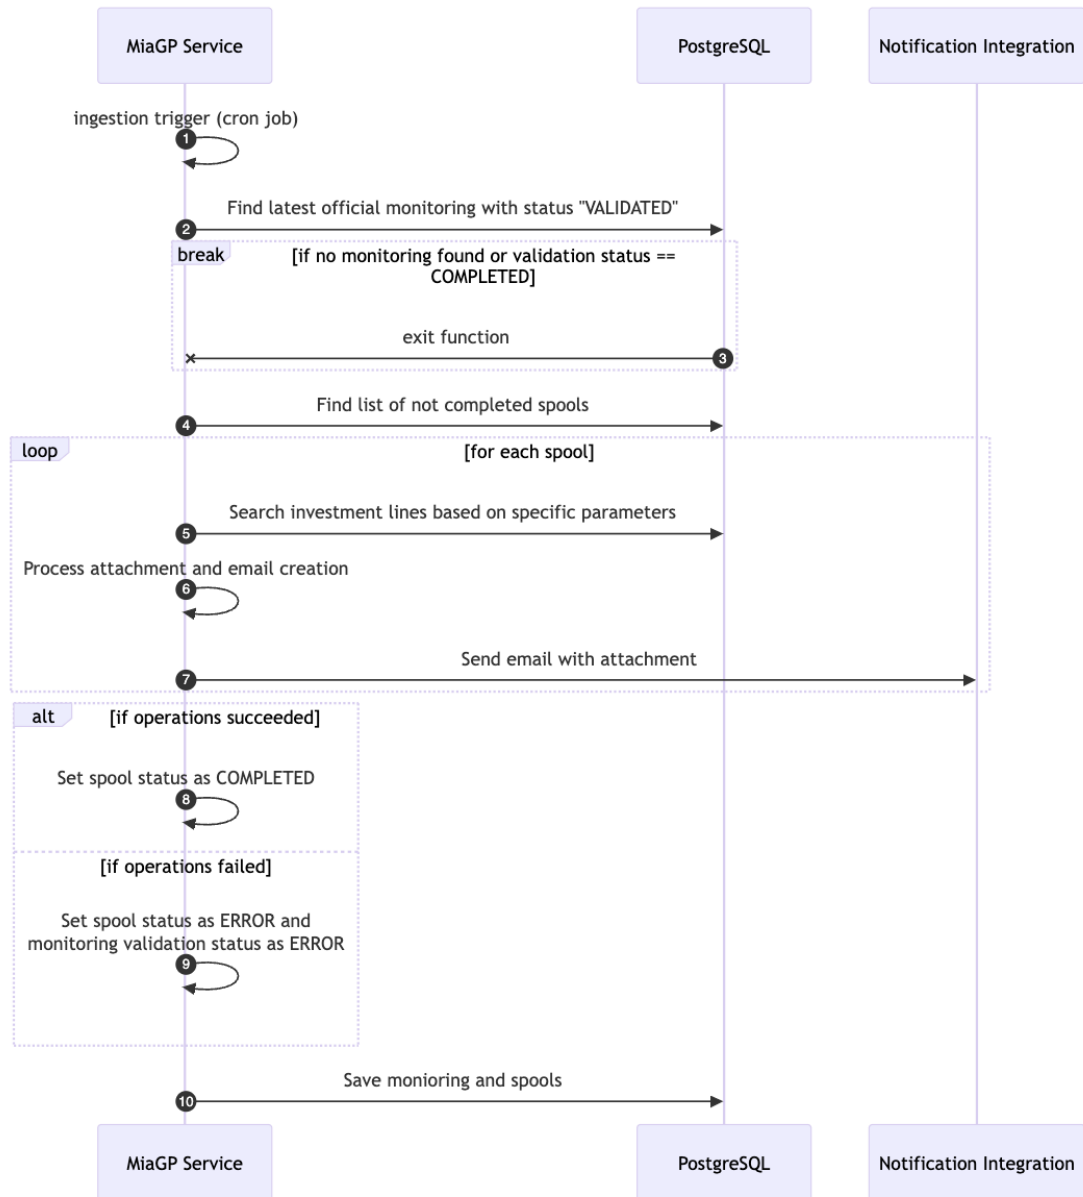 MiaGP Service
PostgreSQL
Notification Integration
ingestion trigger (cron job)
1
Find latest official monitoring with status "VALIDATED"
2
break
[if no monitoring found or validation status ==
COMPLETED]
exit function
3
Find list of not completed spools
4
loop
[for each spool]
Search investment lines based on specific parameters
5
Process attachment and email creation
6
Send email with attachment
7
alt
[if operations succeeded]
Set spool status as COMPLETED
8
[if operations failed]
Set spool status as ERROR and
monitoring validation status as ERROR
9
Save monioring and spools
10
MiaGP Service
PostgreSQL
Notification Integration